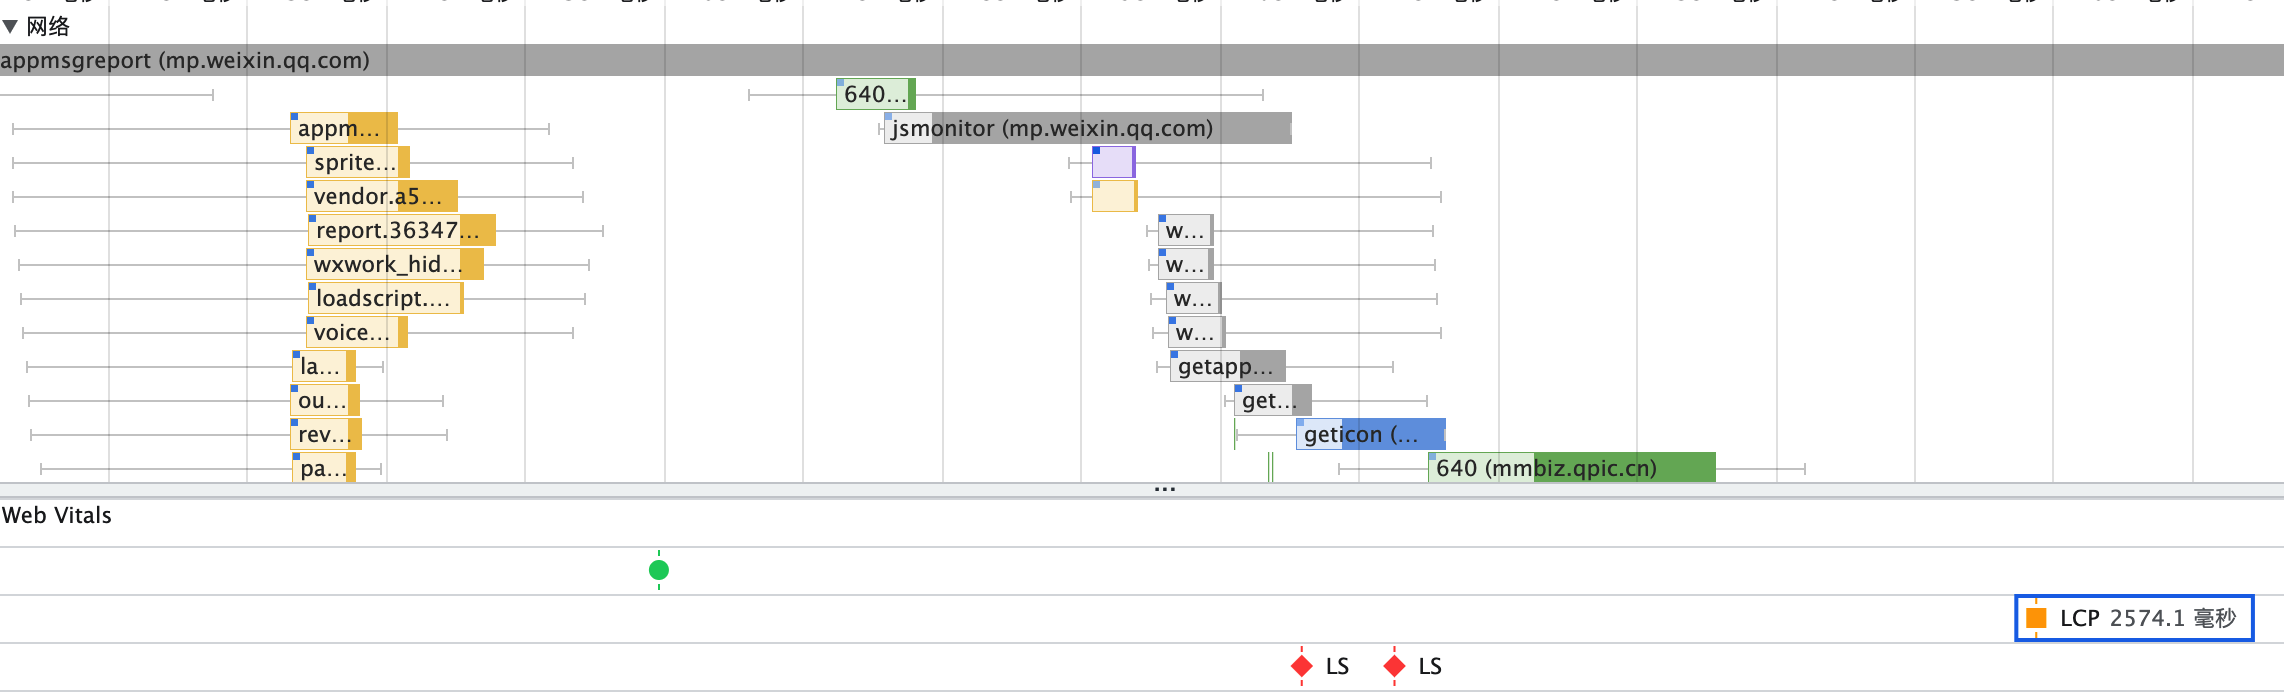 ▼ 网络
appmsgreport (mp.weixin.qq.com)
640…
appm…
jsmonitor (mp.weixin.qq.com)
sprite…
vendor.a5…
report.36347…
w…
wxwork_hid…
w…
loadscript.…
w…
voice…
w…
la…
getapp…
ou…
get…
rev…
geticon (…
pa…
640 (mmbiz.qpic.cn)
…
Web Vitals
LCP 2574.1 毫秒
LS LS